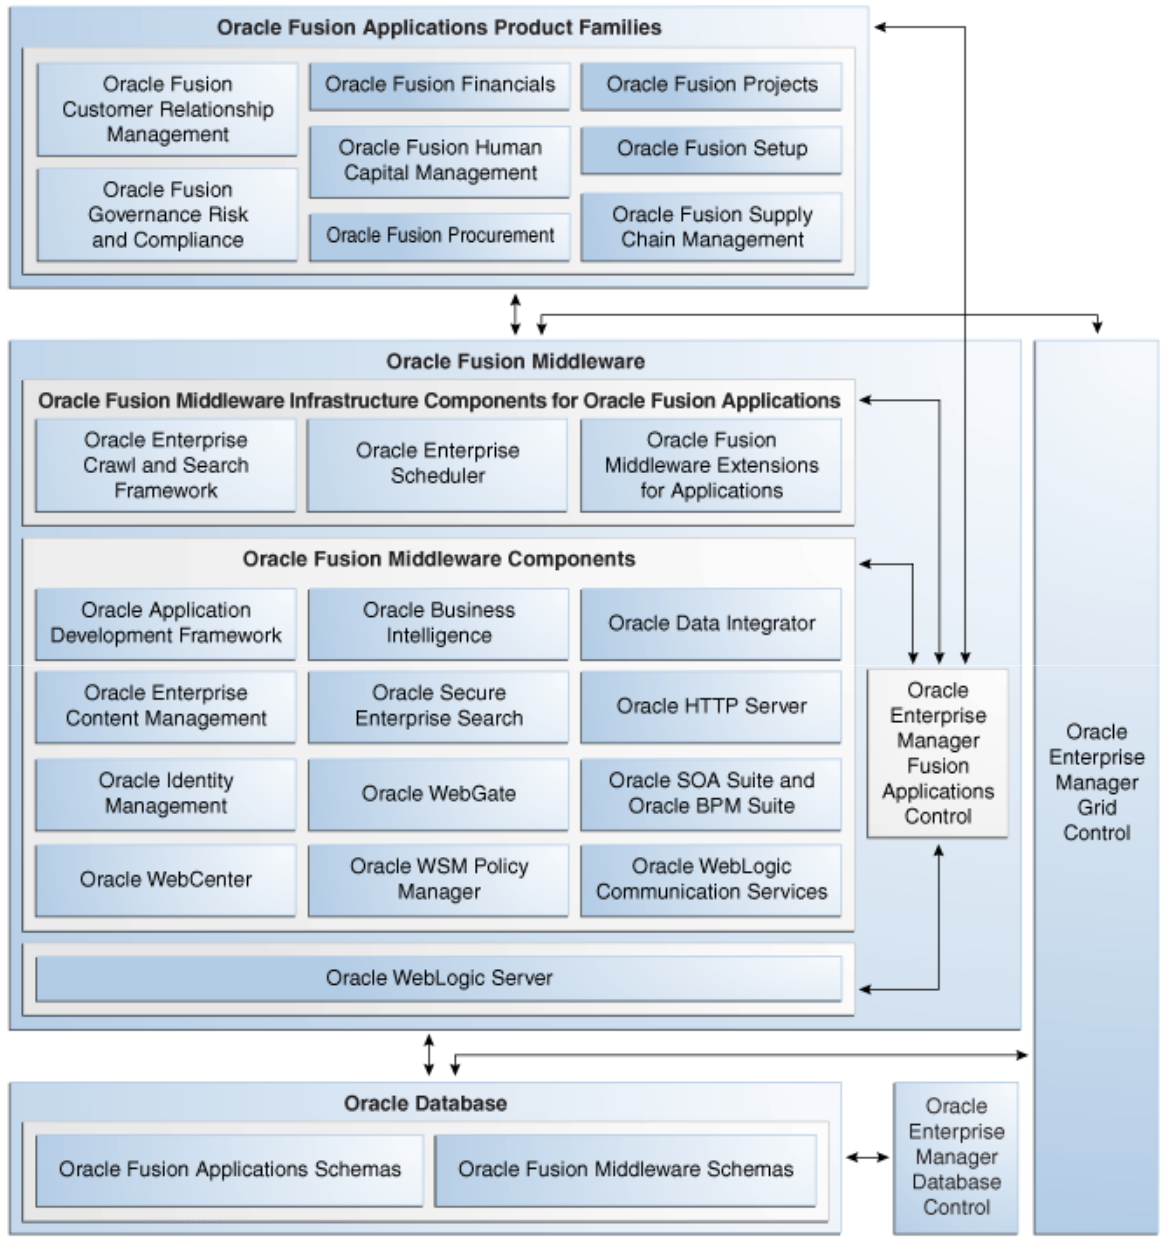 Oracle Fusion Applications Product Families
Oracle Fusion
Customer Relationship
Management
Oracle Fusion
Governance Risk
and Compliance
Oracle Fusion Financials
Oracle Fusion Human
Capital Management
Oracle Fusion Procurement
Oracle Fusion Projects
Oracle Fusion Setup
Oracle Fusion Supply
Chain Management
Oracle Fusion Middleware
Oracle Fusion Middleware Infrastructure Components for Oracle Fusion Applications
Oracle Enterprise
Crawl and Search
Framework
Oracle Enterprise
Scheduler
Oracle Fusion
Middleware Extensions
for Applications
Oracle Fusion Middleware Components
Oracle Application
Development Framework
Oracle Business
Intelligence
Oracle Data Integrator
Oracle Enterprise
Content Management
Oracle Secure
Enterprise Search
Oracle HTTP Server
Oracle Identity
Management
Oracle WebGate
Oracle SOA Suite and
Oracle BPM Suite
Oracle WebCenter
Oracle WSM Policy
Manager
Oracle WebLogic
Communication Services
Oracle WebLogic Server
Oracle
Enterprise
Manager
Fusion
Applications
Control
Oracle
Enterprise
Manager
Grid
Control
Oracle Database
Oracle Fusion Applications Schemas
Oracle Fusion Middleware Schemas
Oracle
Enterprise
Manager
Database
Control